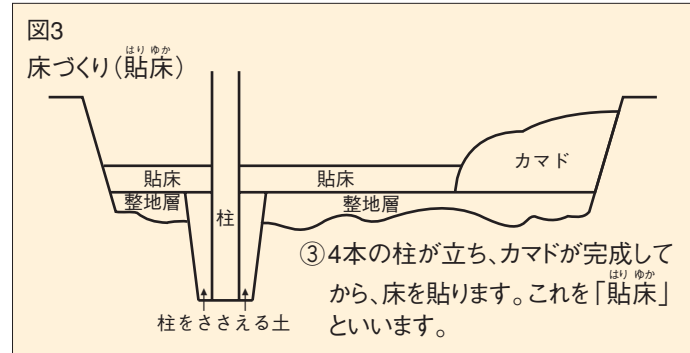 図3
床づくり(貼床)
はり ゆか
カマド
貼床
貼床
整地層
整地層
柱
③4本の柱が立ち、カマドが完成して
から、床を貼ります。これを「貼床」
はり ゆか
といいます。
柱をささえる土